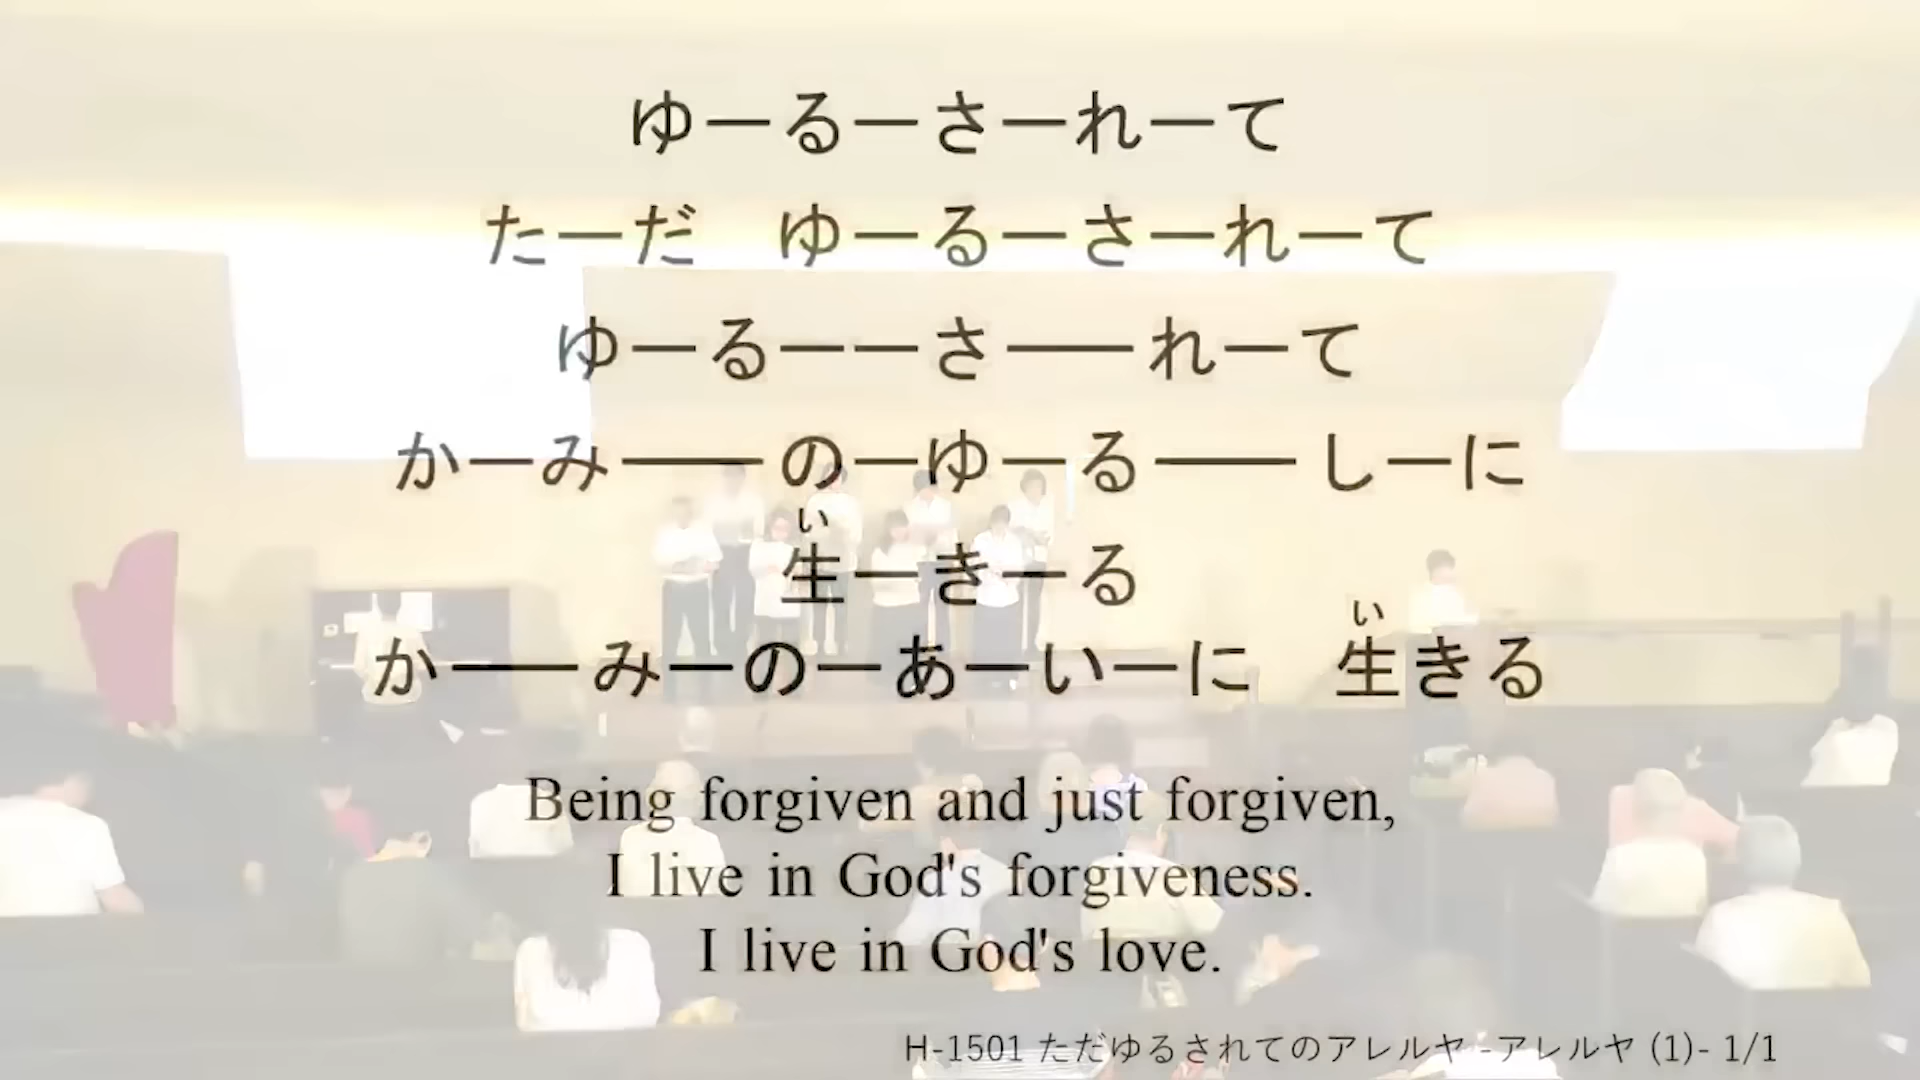 ゆーるーさーれーて
たーだ　ゆーるーさーれーて
ゆーるーーさ――れーて
かーみ――のーゆーる――しーに
い
生ーきーる
い
か――みーのーあーいーに　生きる
Being forgiven and just forgiven,
I live in God's forgiveness.
I live in God's love.
H-1501 ただゆるされてのアレルヤ -アレルヤ (1)- 1/1